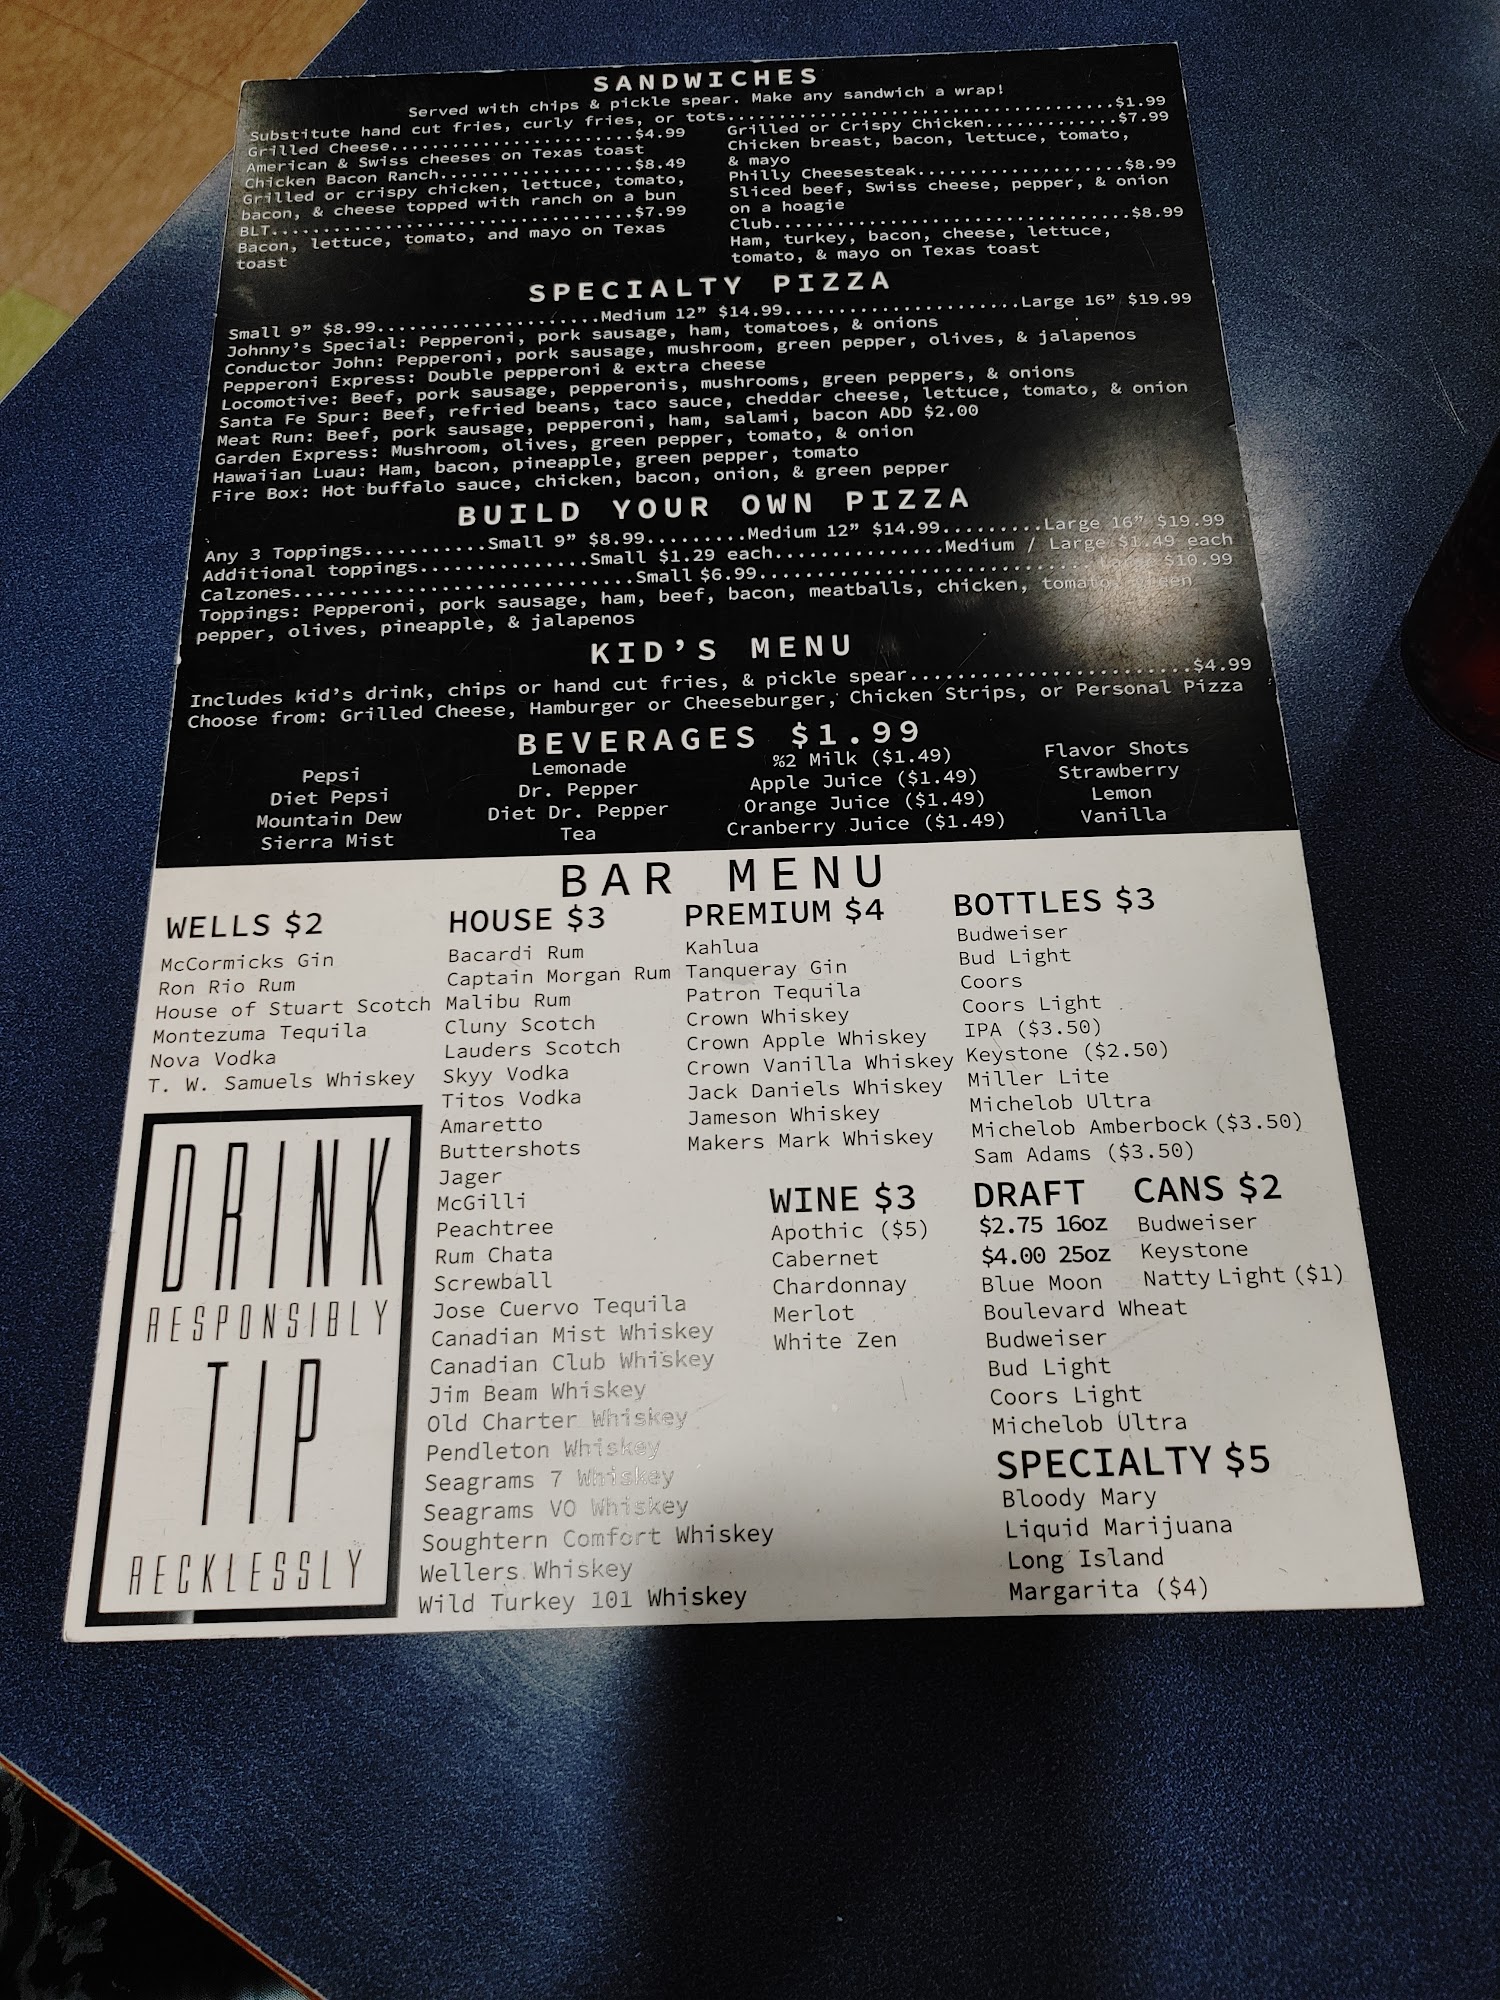 SANDWICHES
Served with chips & pickle spear. Make any sandwich a wrap!
Substitute hand cut fries, curly fries, or tots................................$1.99
Grilled Cheese....................$4.99
American & Swiss cheeses on Texas toast
Chicken Bacon Ranch................$8.49
Grilled or crispy chicken, lettuce, tomato,
bacon, & cheese topped with ranch on a bun
BLT..............................$7.99
Bacon, lettuce, tomato, and mayo on Texas
toast
Grilled or Crispy Chicken...........$7.99
Chicken breast, bacon, lettuce, tomato,
& mayo
Philly Cheesesteak.................$8.99
Sliced beef, Swiss cheese, pepper, & onion
on a hoagie
Club.............................$8.99
Ham, turkey, bacon, cheese, lettuce,
tomato, & mayo on Texas toast
SPECIALTY PIZZA
Small 9” $8.99....................Medium 12” $14.99....................Large 16” $19.99
Johnny’s Special: Pepperoni, pork sausage, ham, tomatoes, & onions
Conductor John: Pepperoni, pork sausage, mushroom, green pepper, olives, & jalapenos
Pepperoni Express: Double pepperoni & extra cheese
Locomotive: Beef, pork sausage, pepperonis, mushrooms, green peppers, & onions
Santa Fe Spur: Beef, refried beans, taco sauce, cheddar cheese, lettuce, tomato, & onion
Meat Run: Beef, pork sausage, pepperoni, ham, salami, bacon ADD $2.00
Garden Express: Mushroom, olives, green pepper, tomato, & onion
Hawaiian Luau: Ham, bacon, pineapple, green pepper, tomato
Fire Box: Hot buffalo sauce, chicken, bacon, onion, & green pepper
BUILD YOUR OWN PIZZA
Any 3 Toppings...........Small 9” $8.99.........Medium 12” $14.99.........Large 16” $19.99
Additional toppings...............Small $1.29 each...............Medium / Large $1.49 each
Calzones..............................Small $6.99..............................Large $10.99
Toppings: Pepperoni, pork sausage, ham, beef, bacon, meatballs, chicken, tomato, green
pepper, olives, pineapple, & jalapenos
KID’S MENU
Includes kid’s drink, chips or hand cut fries, & pickle spear........................$4.99
Choose from: Grilled Cheese, Hamburger or Cheeseburger, Chicken Strips, or Personal Pizza
BEVERAGES $1.99
Pepsi
Diet Pepsi
Mountain Dew
Sierra Mist
Lemonade
Dr. Pepper
Diet Dr. Pepper
Tea
%2 Milk ($1.49)
Apple Juice ($1.49)
Orange Juice ($1.49)
Cranberry Juice ($1.49)
Flavor Shots
Strawberry
Lemon
Vanilla
BAR MENU
WELLS $2
McCormicks Gin
Ron Rio Rum
House of Stuart Scotch
Montezuma Tequila
Nova Vodka
T. W. Samuels Whiskey
DRINK
RESPONSIBLY
TIP
RECKLESSLY
HOUSE $3
Bacardi Rum
Captain Morgan Rum
Malibu Rum
Cluny Scotch
Lauders Scotch
Skyy Vodka
Titos Vodka
Amaretto
Buttershots
Jager
McGilli
Peachtree
Rum Chata
Screwball
Jose Cuervo Tequila
Canadian Mist Whiskey
Canadian Club Whiskey
Jim Beam Whiskey
Old Charter Whiskey
Pendleton Whiskey
Seagrams 7 Whiskey
Seagrams VO Whiskey
Soughtern Comfort Whiskey
Wellers Whiskey
Wild Turkey 101 Whiskey
PREMIUM $4
Kahlua
Tanqueray Gin
Patron Tequila
Crown Whiskey
Crown Apple Whiskey
Crown Vanilla Whiskey
Jack Daniels Whiskey
Jameson Whiskey
Makers Mark Whiskey
WINE $3
Apothic ($5)
Cabernet
Chardonnay
Merlot
White Zen
BOTTLES $3
Budweiser
Bud Light
Coors
Coors Light
IPA ($3.50)
Keystone ($2.50)
Miller Lite
Michelob Ultra
Michelob Amberbock ($3.50)
Sam Adams ($3.50)
DRAFT
$2.75 16oz
$4.00 25oz
Blue Moon
Boulevard Wheat
Budweiser
Bud Light
Coors Light
Michelob Ultra
CANS $2
Budweiser
Keystone
Natty Light ($1)
SPECIALTY $5
Bloody Mary
Liquid Marijuana
Long Island
Margarita ($4)